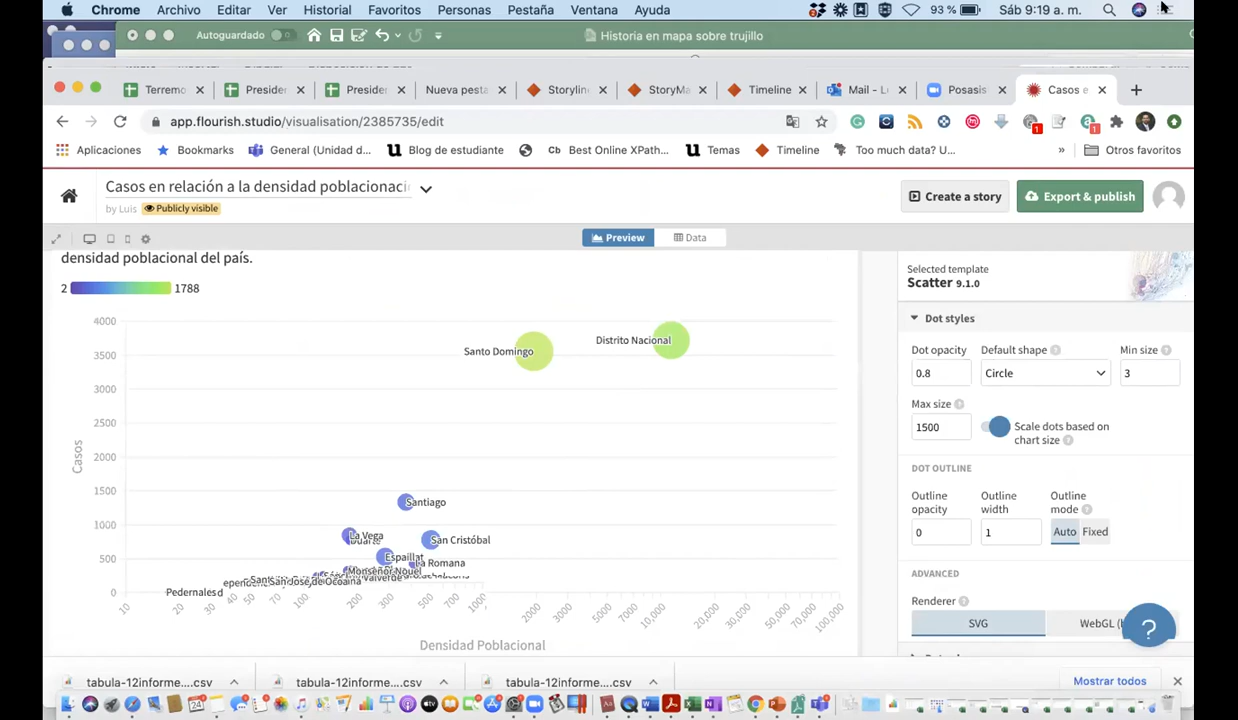 Chrome Archivo Editar Ver Historial Favoritos Personas Pestaña Ventana Ayuda 93 % Sáb 9:19 a. m.
Autoguardado Historia en mapa sobre trujillo
Terremo Presider Presider Nueva pesta Storyline StoryMa Timeline Mail - L Posasis Casos e
app.flourish.studio/visualisation/2385735/edit
Aplicaciones Bookmarks General (Unidad d... Blog de estudiante Cb Best Online XPath... Temas Timeline Too much data? U... » Otros favoritos
Casos en relación a la densidad poblacionaci
Create a story Export & publish
by Luis Publicly visible
Preview Data
densidad poblacional del país.
2 1788
Selected template
Scatter 9.1.0
Dot styles
Dot opacity Default shape Min size
0.8 Circle 3
Max size
1500 Scale dots based on
chart size
DOT OUTLINE
Outline Outline Outline
opacity width mode
0 1 Auto Fixed
ADVANCED
Renderer
SVG WebGL (
?
4000
3500
3000
2500
2000
1500
1000
500
0
Casos
Distrito Nacional
Santo Domingo
Santiago
La Vega
San Cristóbal
Espaillat
La Romana
Monseñor Nouel
Valverde
San José de Ocoa
Pedernales
10 20 30 40 50 100 200 300 500 700 1000 2000 3000 5000 7000 10,000 20,000 30,000 50,000 70,000 100,000
Densidad Poblacional
tabula-12informe....csv tabula-12informe....csv tabula-12informe....csv Mostrar todos